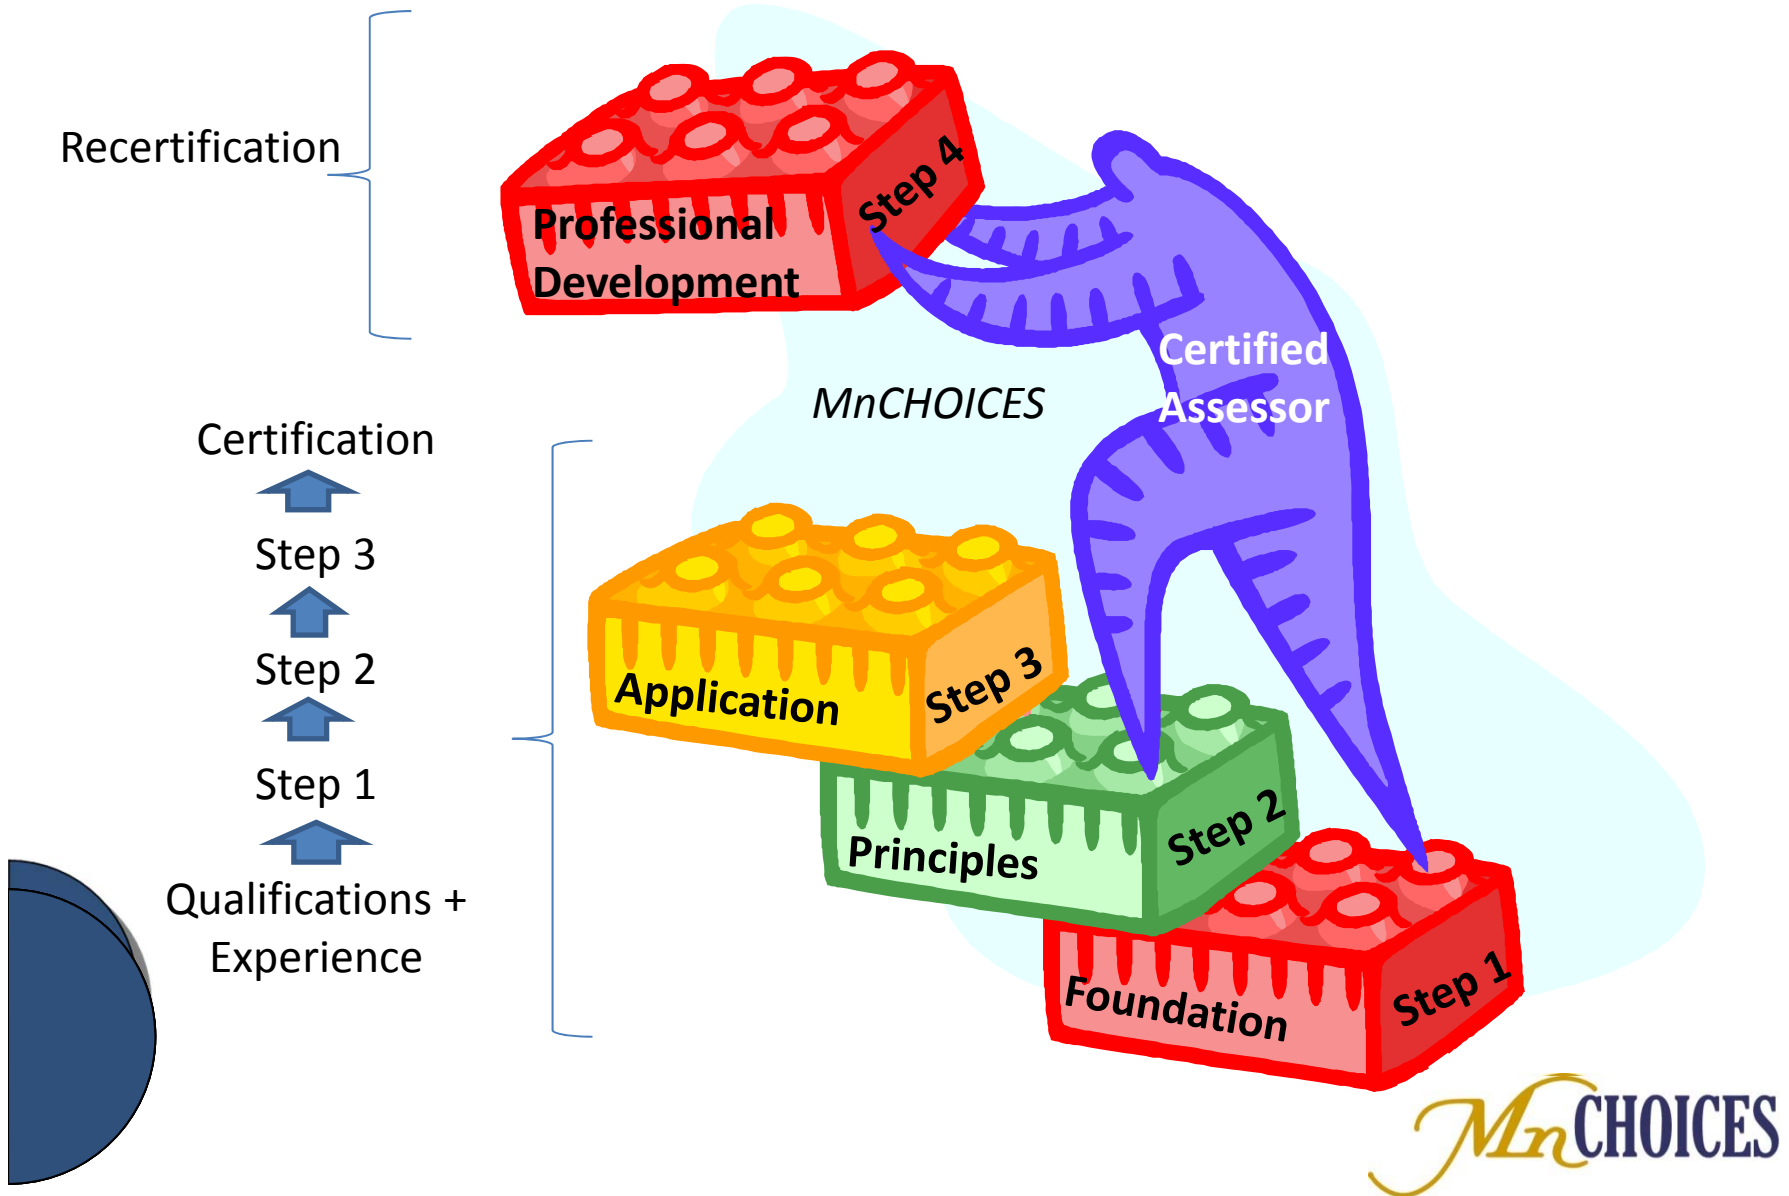 Recertification
Step 4
Professional
Development
Certified
Assessor
MnCHOICES
Certification
Step 3
Step 2
Step 1
Qualifications +
Experience
Application
Step 3
Principles
Step 2
Foundation
Step 1
MnCHOICES